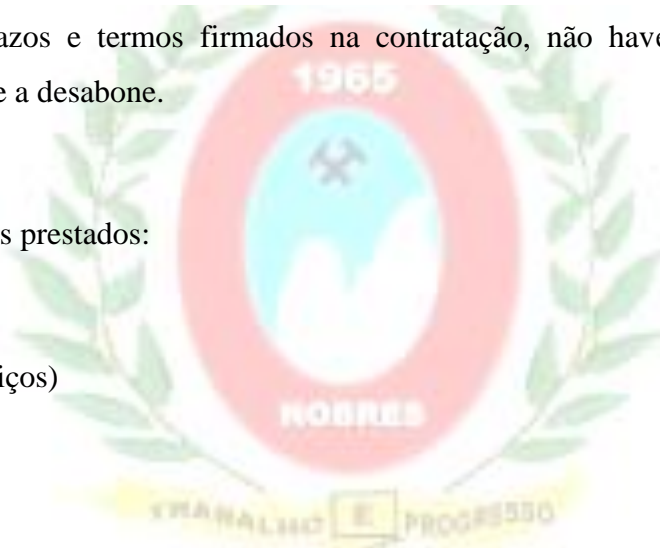 azos e termos firmados na contratação, não have
1965
e a desabone.
s prestados:
iços)
NOBRES
TRABALHO E PROGRESSO